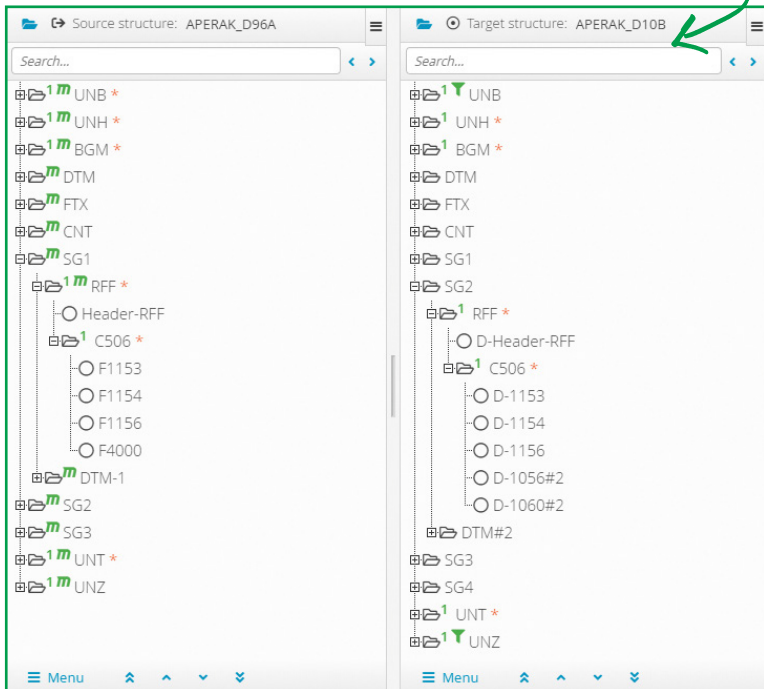 Source structure: APERAK_D96A
Search...
1 m UNB *
1 m UNH *
1 m BGM *
m DTM
m FTX
m CNT
m SG1
1 m RFF *
Header-RFF
1 C506 *
F1153
F1154
F1156
F4000
m DTM-1
m SG2
m SG3
1 m UNT *
1 m UNZ
Menu
Target structure: APERAK_D10B
Search...
1 UNB
1 UNH *
1 BGM *
DTM
FTX
CNT
SG1
SG2
1 RFF *
D-Header-RFF
1 C506 *
D-1153
D-1154
D-1156
D-1056#2
D-1060#2
DTM#2
SG3
SG4
1 UNT *
1 UNZ
Menu